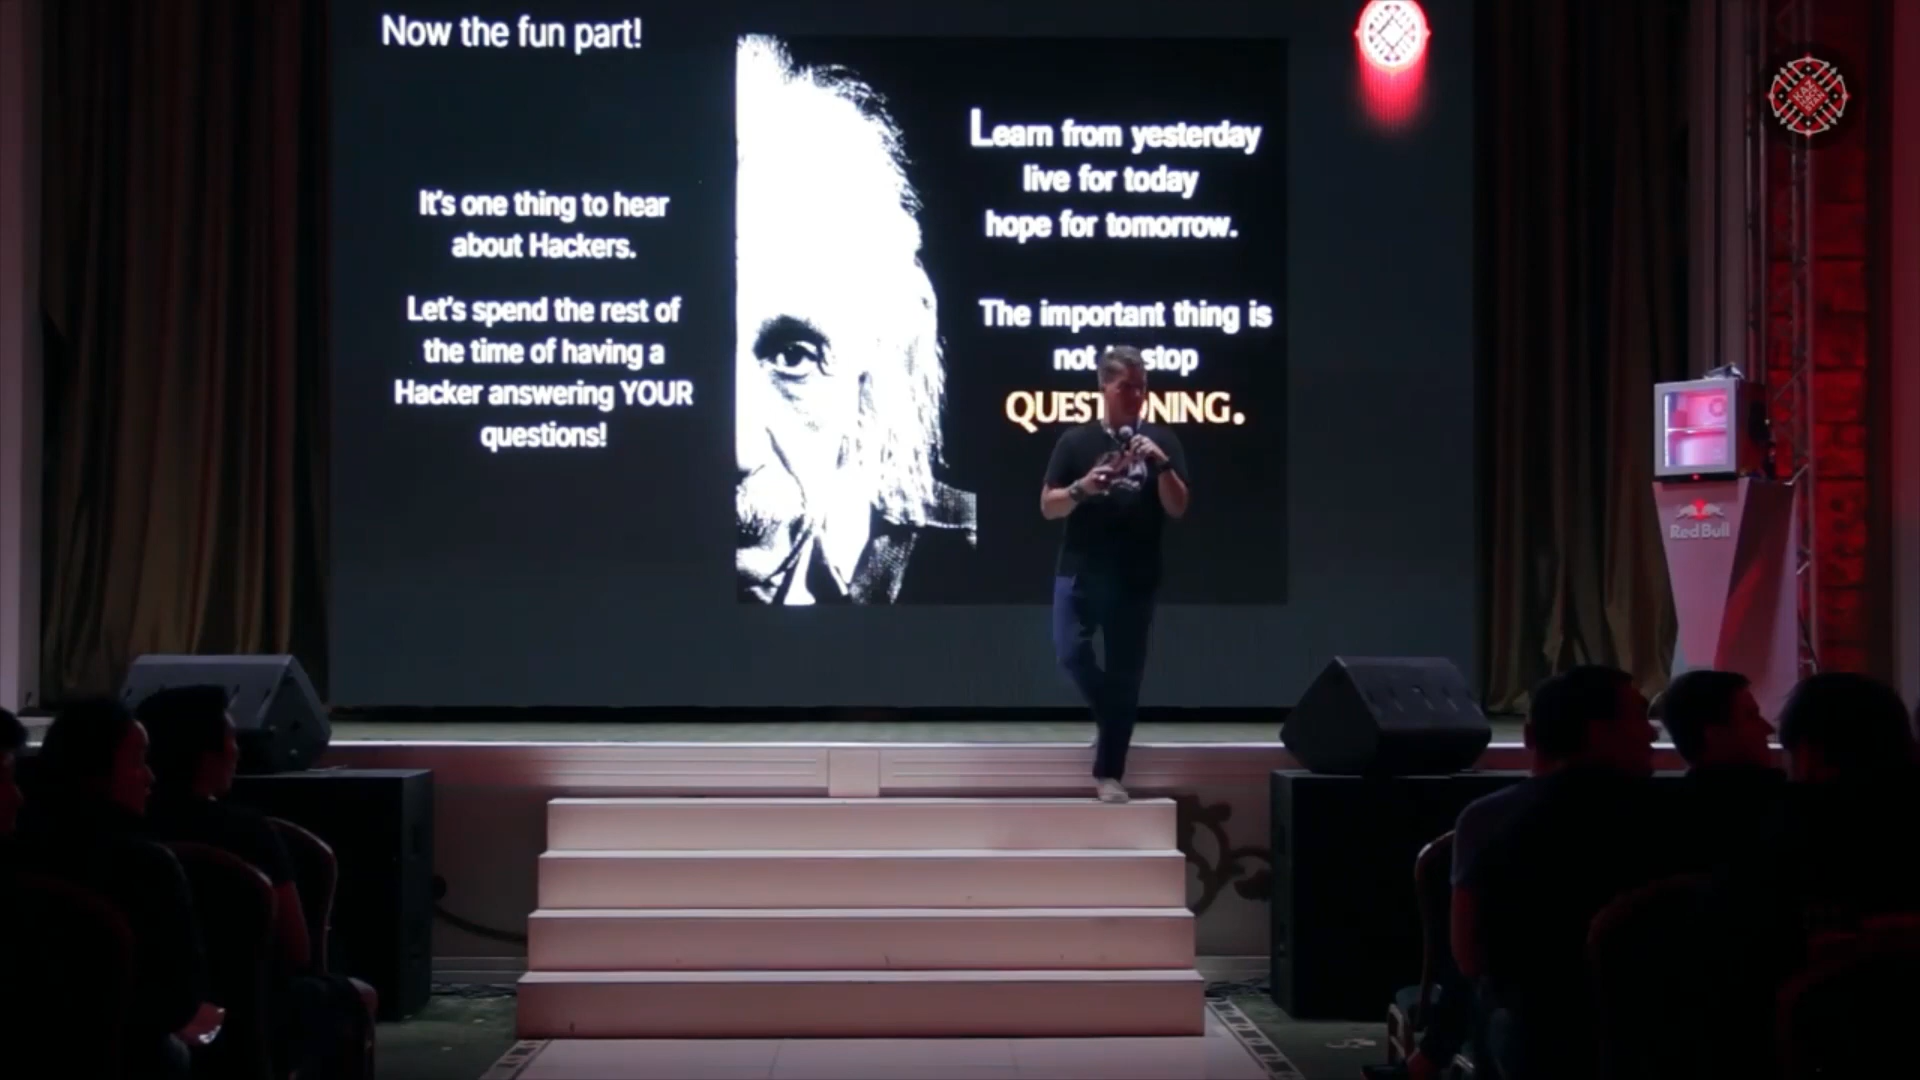 Now the fun part!
It's one thing to hear
about Hackers.
Let's spend the rest of
the time of having a
Hacker answering YOUR
questions!
Learn from yesterday
live for today
hope for tomorrow.
The important thing is
not stop
Red Bull